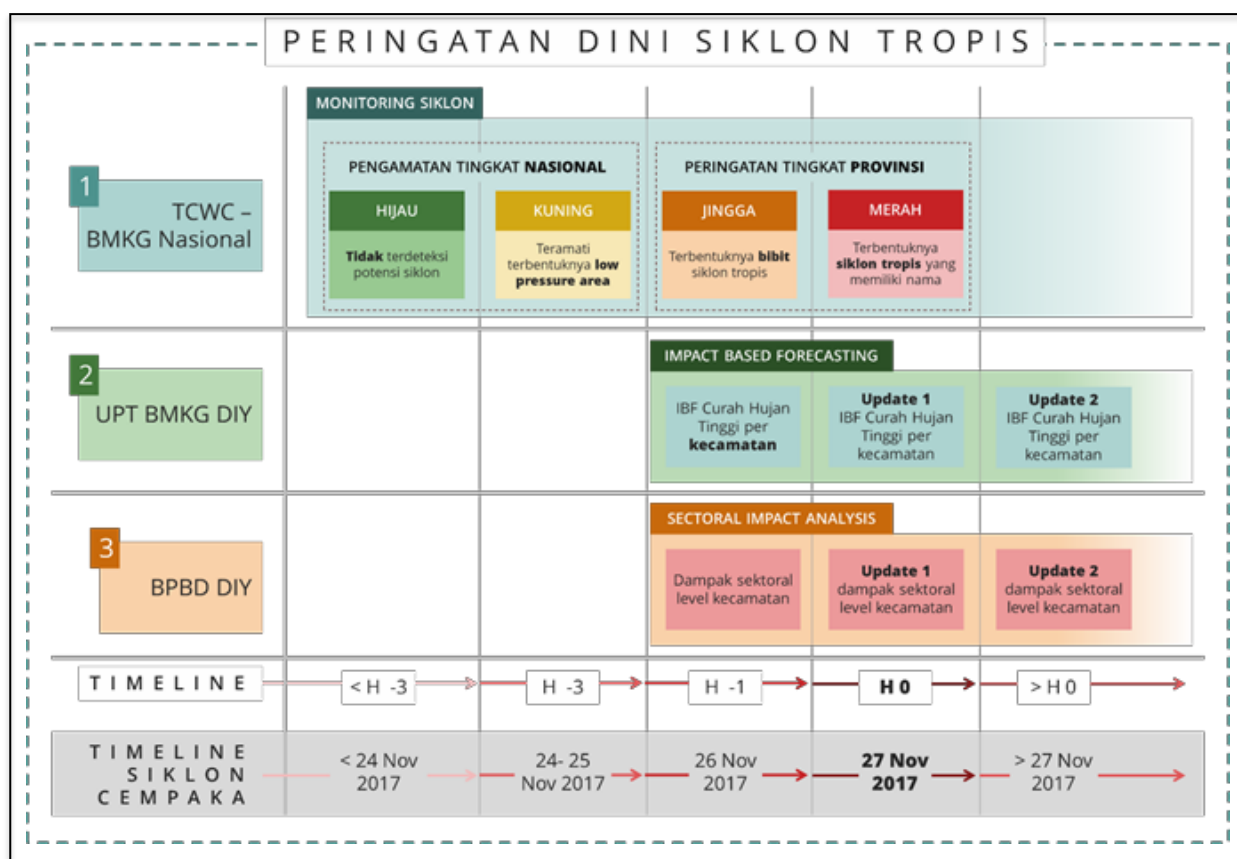 PERINGATAN DINI SIKLON TROPIS
MONITORING SIKLON
1
TCWC –
BMKG Nasional
PENGAMATAN TINGKAT NASIONAL
HIJAU
Tidak terdeteksi
potensi siklon
KUNING
Teramati
terbentuknya low
pressure area
PERINGATAN TINGKAT PROVINSI
JINGGA
Terbentuknya bibit
siklon tropis
MERAH
Terbentuknya
siklon tropis yang
memiliki nama
2
UPT BMKG DIY
IMPACT BASED FORECASTING
IBF Curah Hujan
Tinggi per
kecamatan
Update 1
IBF Curah Hujan
Tinggi per
kecamatan
Update 2
IBF Curah Hujan
Tinggi per
kecamatan
3
BPBD DIY
SECTORAL IMPACT ANALYSIS
Dampak sektoral
level kecamatan
Update 1
dampak sektoral
level kecamatan
Update 2
dampak sektoral
level kecamatan
TIMELINE
< H -3
H -3
H -1
H 0
> H 0
TIMELINE
SIKLON
CEMPAKA
< 24 Nov
2017
24- 25
Nov 2017
26 Nov
2017
27 Nov
2017
> 27 Nov
2017